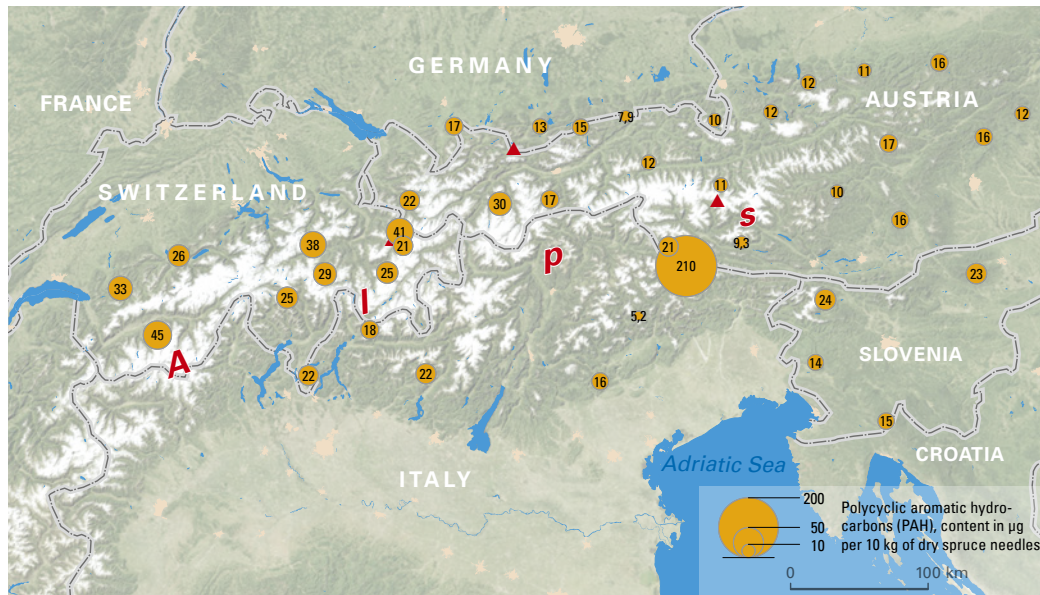 GERMANY
FRANCE
AUSTRIA
SWITZERLAND
SLOVENIA
CROATIA
ITALY
Adriatic Sea
A
l
p
s
16
11
12
12
12
10
7,9
15
13
17
16
17
12
11
10
16
17
30
22
41
21
38
29
25
26
33
25
45
18
22
22
16
5,2
21
210
9,3
23
24
14
15
200
50
10
Polycyclic aromatic hydro-
carbons (PAH), content in µg
per 10 kg of dry spruce needles
0
100 km